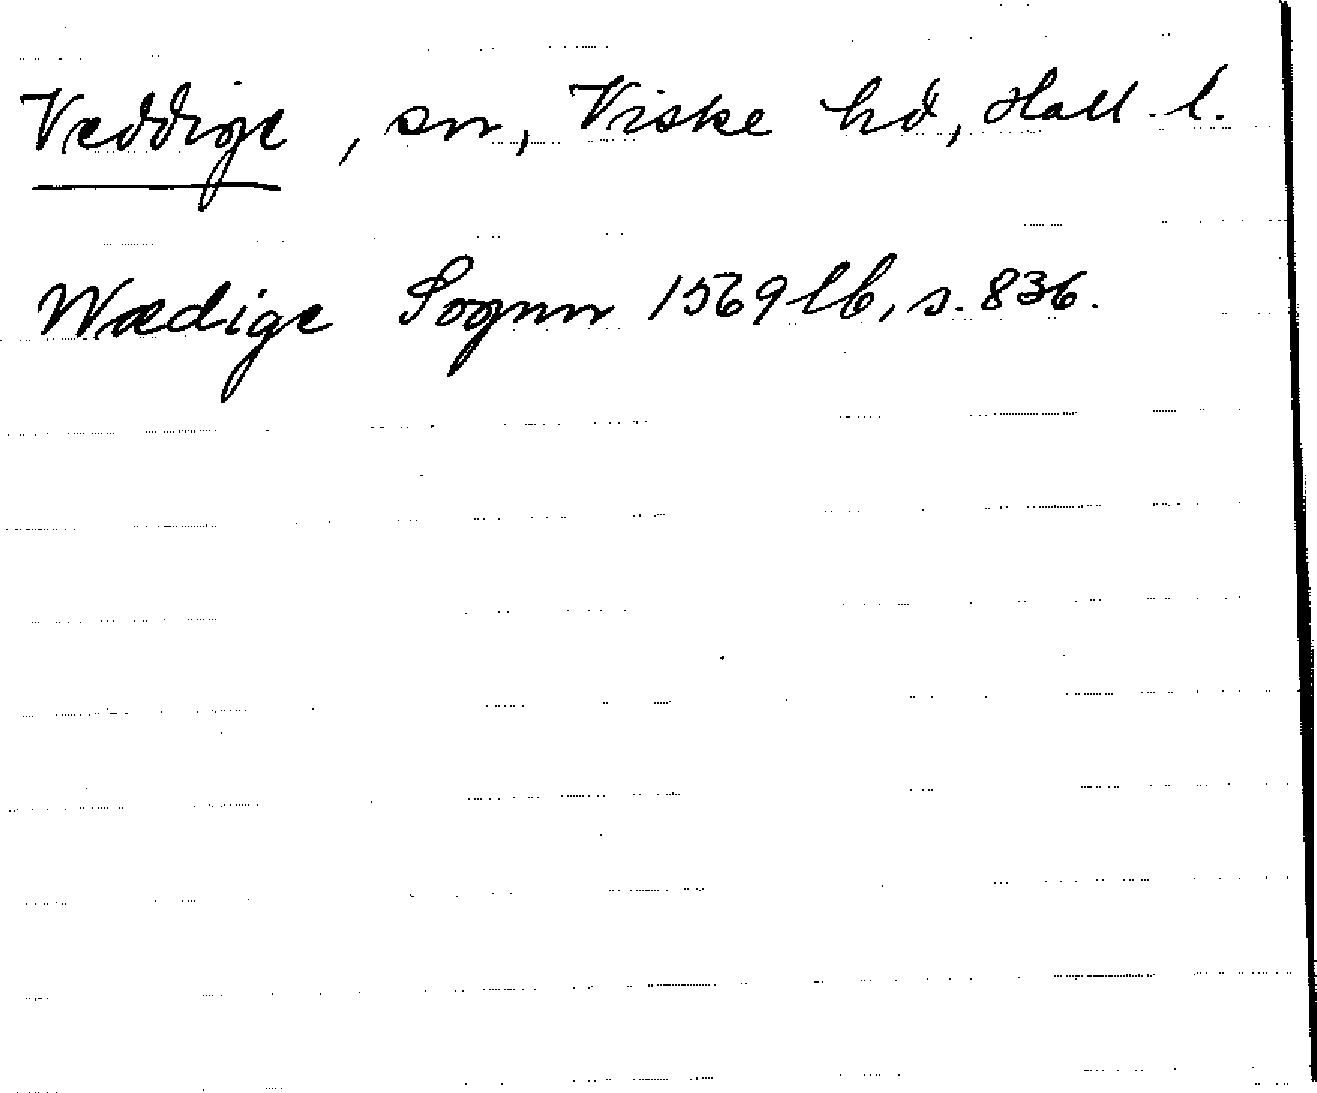 Veddige, sn, Viske hd, Hall. l.
Wædige Sognn 1569 lb, s. 836.